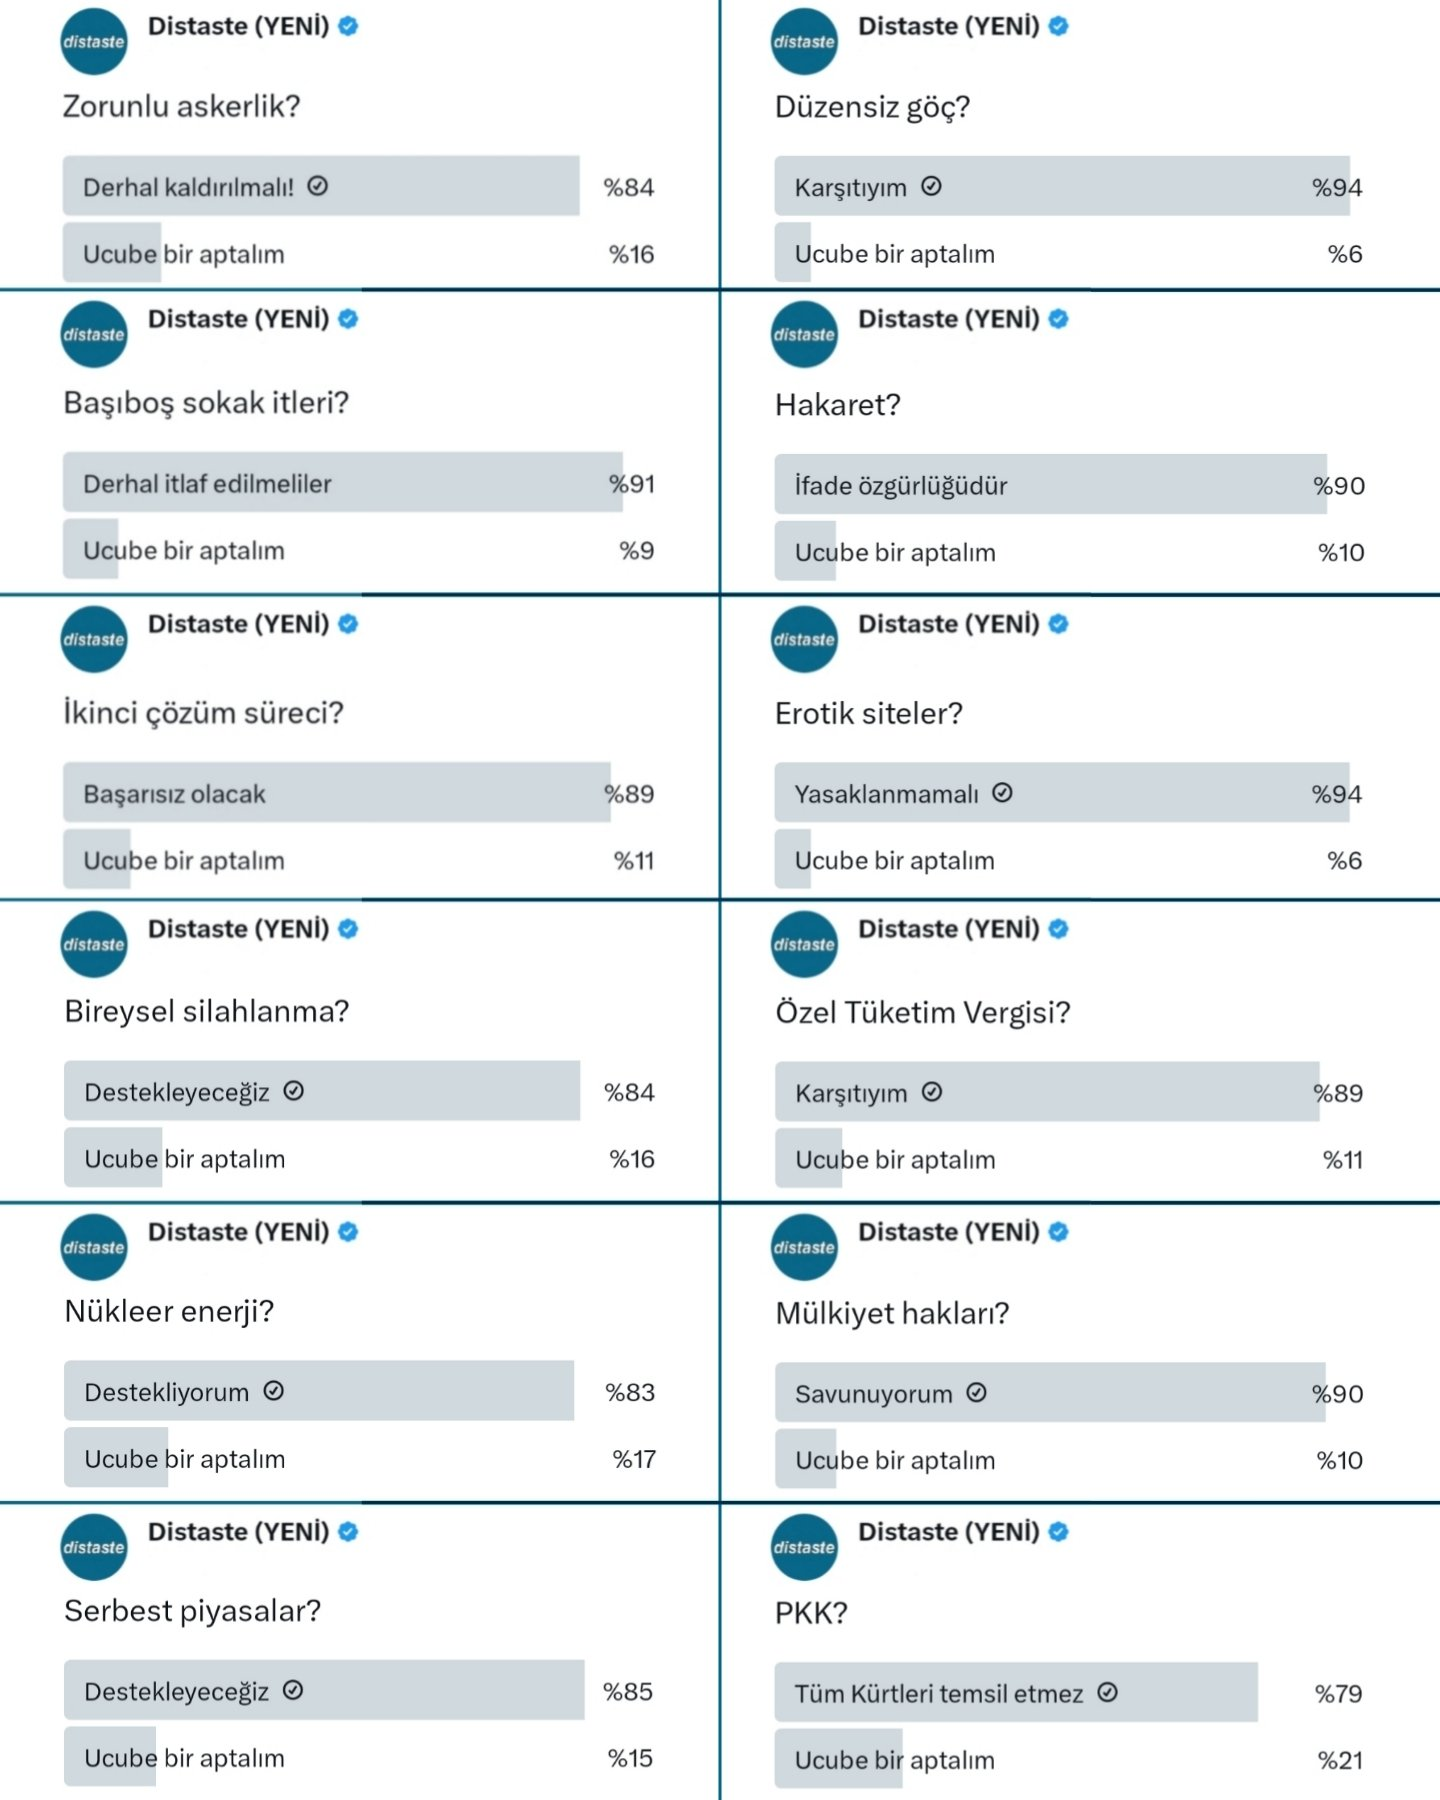 distaste
Distaste (YENİ)
Zorunlu askerlik?
Derhal kaldırılmalı!
%84
Ucube bir aptalım
%16
distaste
Distaste (YENİ)
Düzensiz göç?
Karşıtıyım
%94
Ucube bir aptalım
%6
distaste
Distaste (YENİ)
Başıboş sokak itleri?
Derhal itlaf edilmeliler
%91
Ucube bir aptalım
%9
distaste
Distaste (YENİ)
Hakaret?
İfade özgürlüğüdür
%90
Ucube bir aptalım
%10
distaste
Distaste (YENİ)
İkinci çözüm süreci?
Başarısız olacak
%89
Ucube bir aptalım
%11
distaste
Distaste (YENİ)
Erotik siteler?
Yasaklanmamalı
%94
Ucube bir aptalım
%6
distaste
Distaste (YENİ)
Bireysel silahlanma?
Destekleyeceğiz
%84
Ucube bir aptalım
%16
distaste
Distaste (YENİ)
Özel Tüketim Vergisi?
Karşıtıyım
%89
Ucube bir aptalım
%11
distaste
Distaste (YENİ)
Nükleer enerji?
Destekliyorum
%83
Ucube bir aptalım
%17
distaste
Distaste (YENİ)
Mülkiyet hakları?
Savunuyorum
%90
Ucube bir aptalım
%10
distaste
Distaste (YENİ)
Serbest piyasalar?
Destekleyeceğiz
%85
Ucube bir aptalım
%15
distaste
Distaste (YENİ)
PKK?
Tüm Kürtleri temsil etmez
%79
Ucube bir aptalım
%21